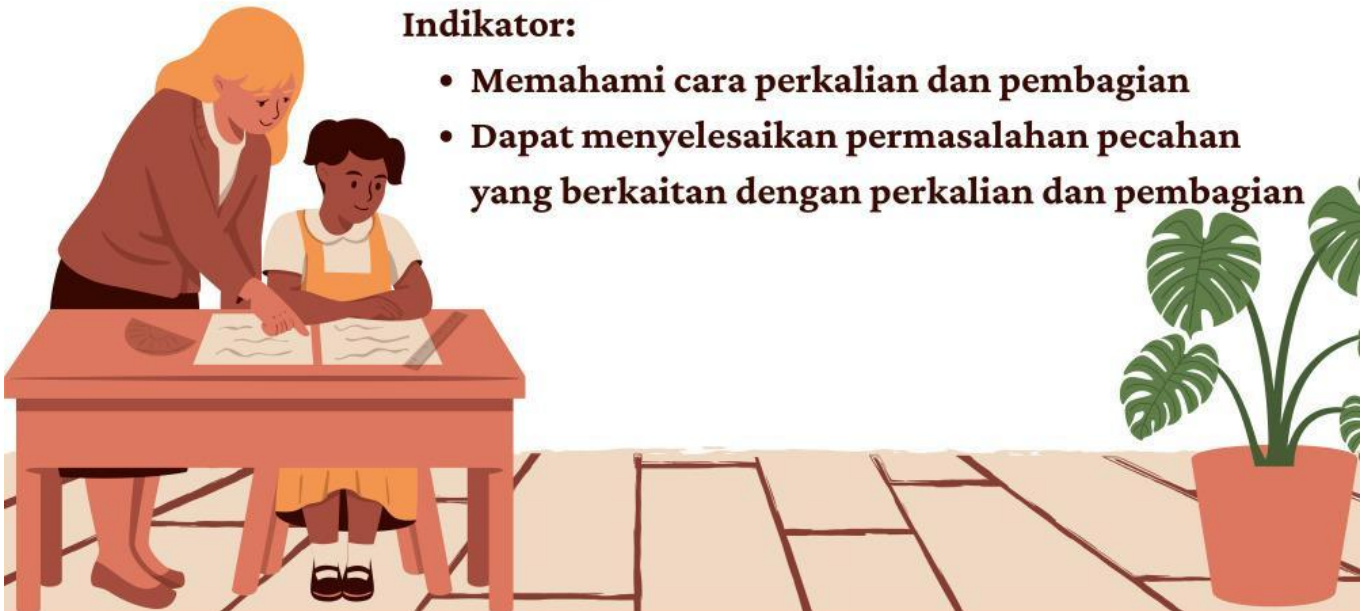 Indikator:
• Memahami cara perkalian dan pembagian
• Dapat menyelesaikan permasalahan pecahan
yang berkaitan dengan perkalian dan pembagian